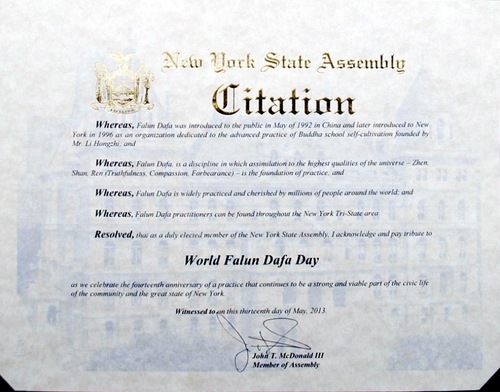 New York State Assembly
Citation
Whereas, Falun Dafa was introduced to the public in May of 1992 in China and later introduced to New
York in 1996 as an organization dedicated to the advanced practice of Buddha school self-cultivation founded by
Mr. Li Hongzhi; and
Whereas, Falun Dafa, is a discipline in which assimilation to the highest qualities of the universe – Zhen,
Shan, Ren (Truthfulness, Compassion, Forbearance) – is the foundation of practice; and
Whereas, Falun Dafa is widely practiced and cherished by millions of people around the world; and
Whereas, Falun Dafa practitioners can be found throughout the New York Tri-State area
Resolved, that as a duly elected member of the New York State Assembly, I acknowledge and pay tribute to
World Falun Dafa Day
as we celebrate the fourteenth anniversary of a practice that continues to be a strong and viable part of the civic life
of the community and the great state of New York.
Witnessed to on this thirteenth day of May, 2013.
John T. McDonald III
Member of Assembly